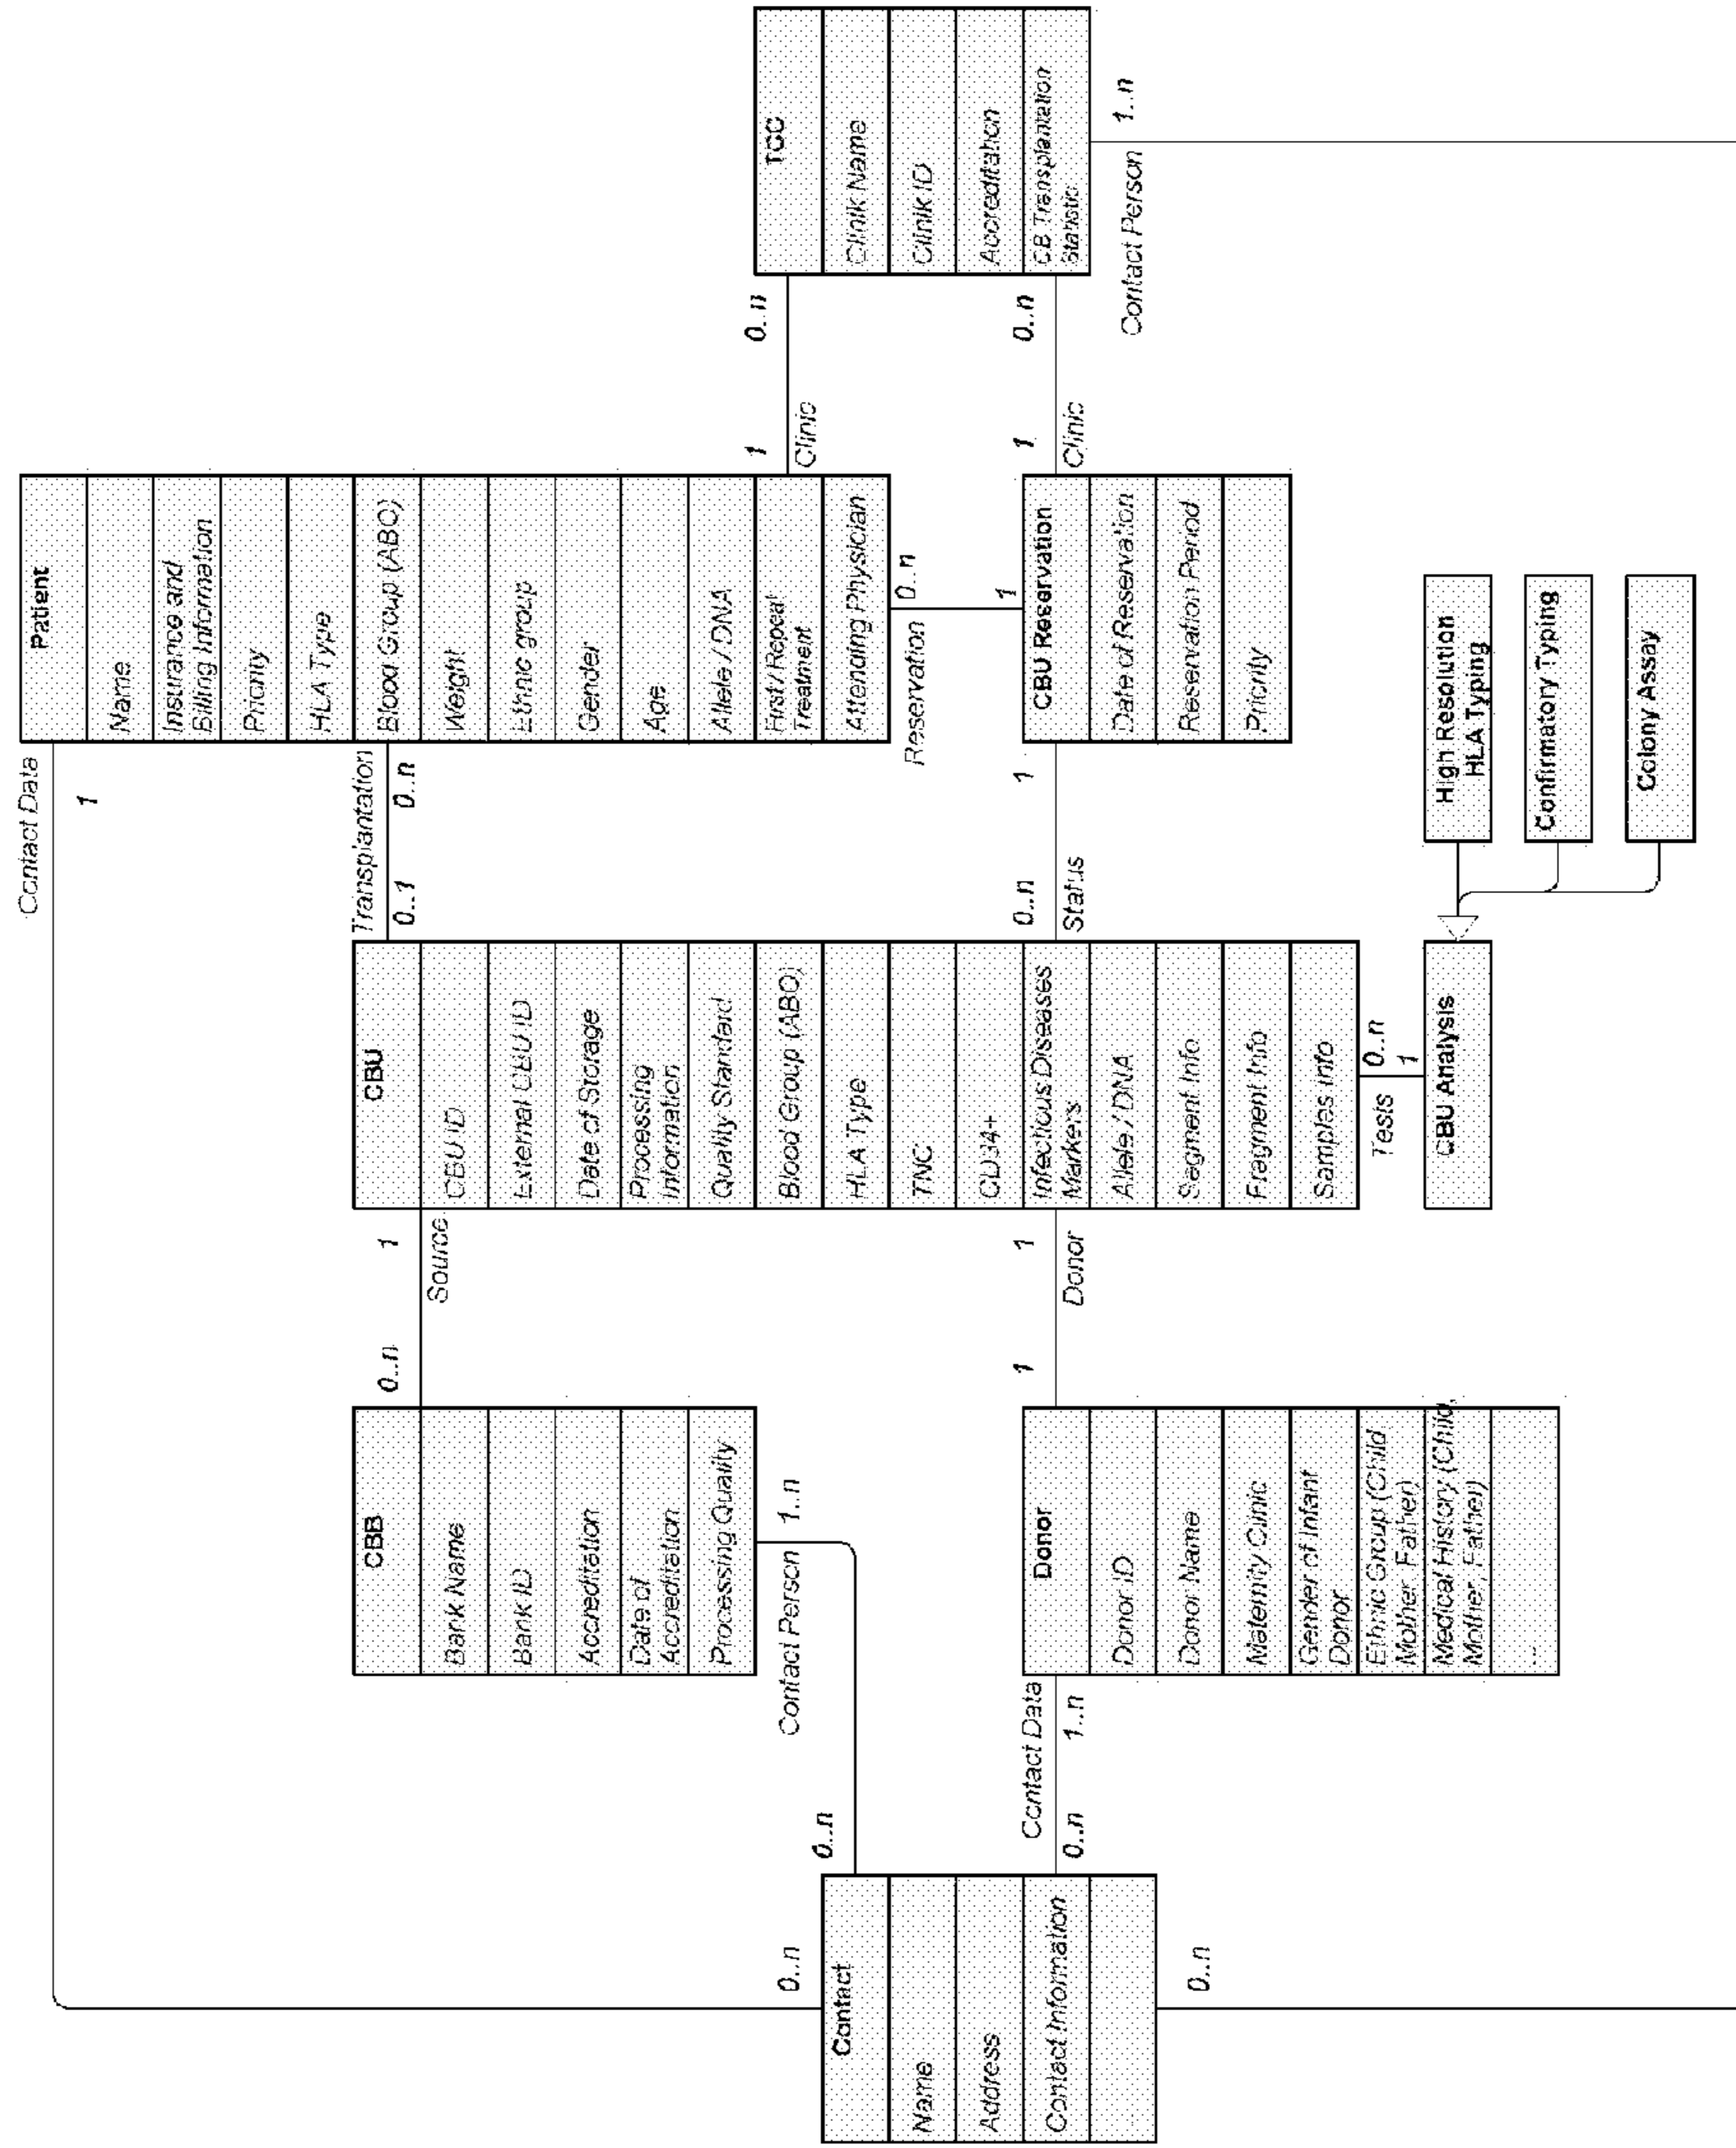 Contact
Name
Address
Contact Information
0..n
0..n
0..n
0..n
Contact Data
1
Contact Person
1..n
Contact Data
1..n
CBB
Bank Name
Bank ID
Accreditation
Date of
Accreditation
Processing Quality
0..n
1
Source
Donor
Donor ID
Donor Name
Maternity Clinic
Gender of Infant
Donor
Ethnic Group (Child
Mother, Father)
Medical History (Child,
Mother, Father)
...
1
1
Donor
CBU
CBU ID
External CBU ID
Date of Storage
Processing
Information
Quality Standard
Blood Group (ABO)
HLA Type
TNC
CD34+
Infectious Diseases
Markers
Allele / DNA
Segment Info
Fragment Info
Samples Info
Tests
0..n
1
CBU Analysis
Transplantation
0..1
0..n
0..n
Status
1
Patient
Name
Insurance and
Billing Information
Priority
HLA Type
Blood Group (ABO)
Weight
Ethnic group
Gender
Age
Allele / DNA
First / Repeat
Treatment
Attending Physician
Reservation
0..n
1
CBU Reservation
Date of Reservation
Reservation Period
Priority
High Resolution
HLA Typing
Confirmatory Typing
Colony Assay
1
Clinic
0..n
1
Clinic
0..n
TCC
Clinik Name
Clinik ID
Accreditation
CB Transplantation
Statistic
Contact Person
1..n